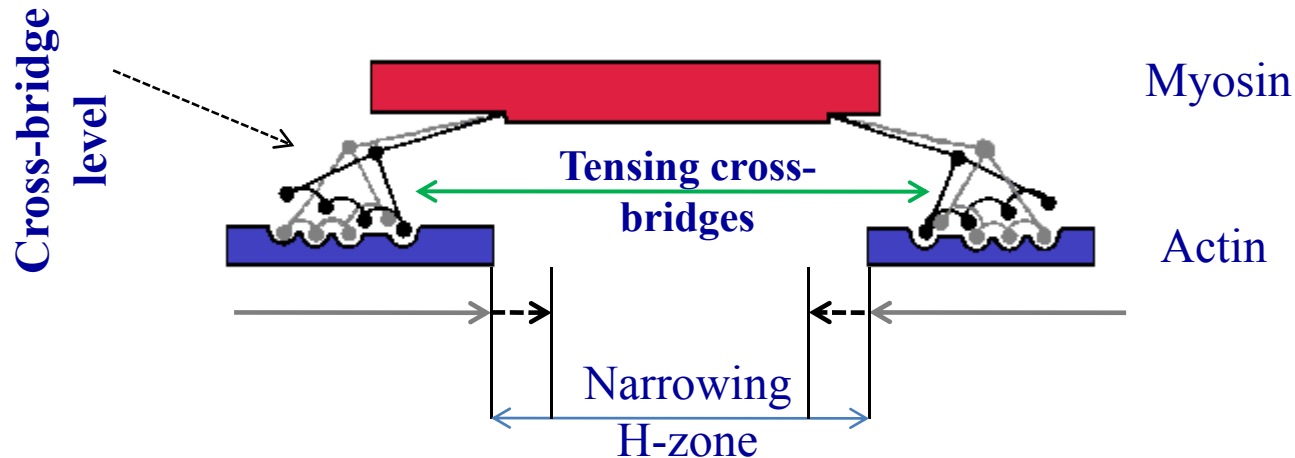 Cross-bridge
level
Myosin
Tensing cross-
bridges
Actin
Narrowing
H-zone